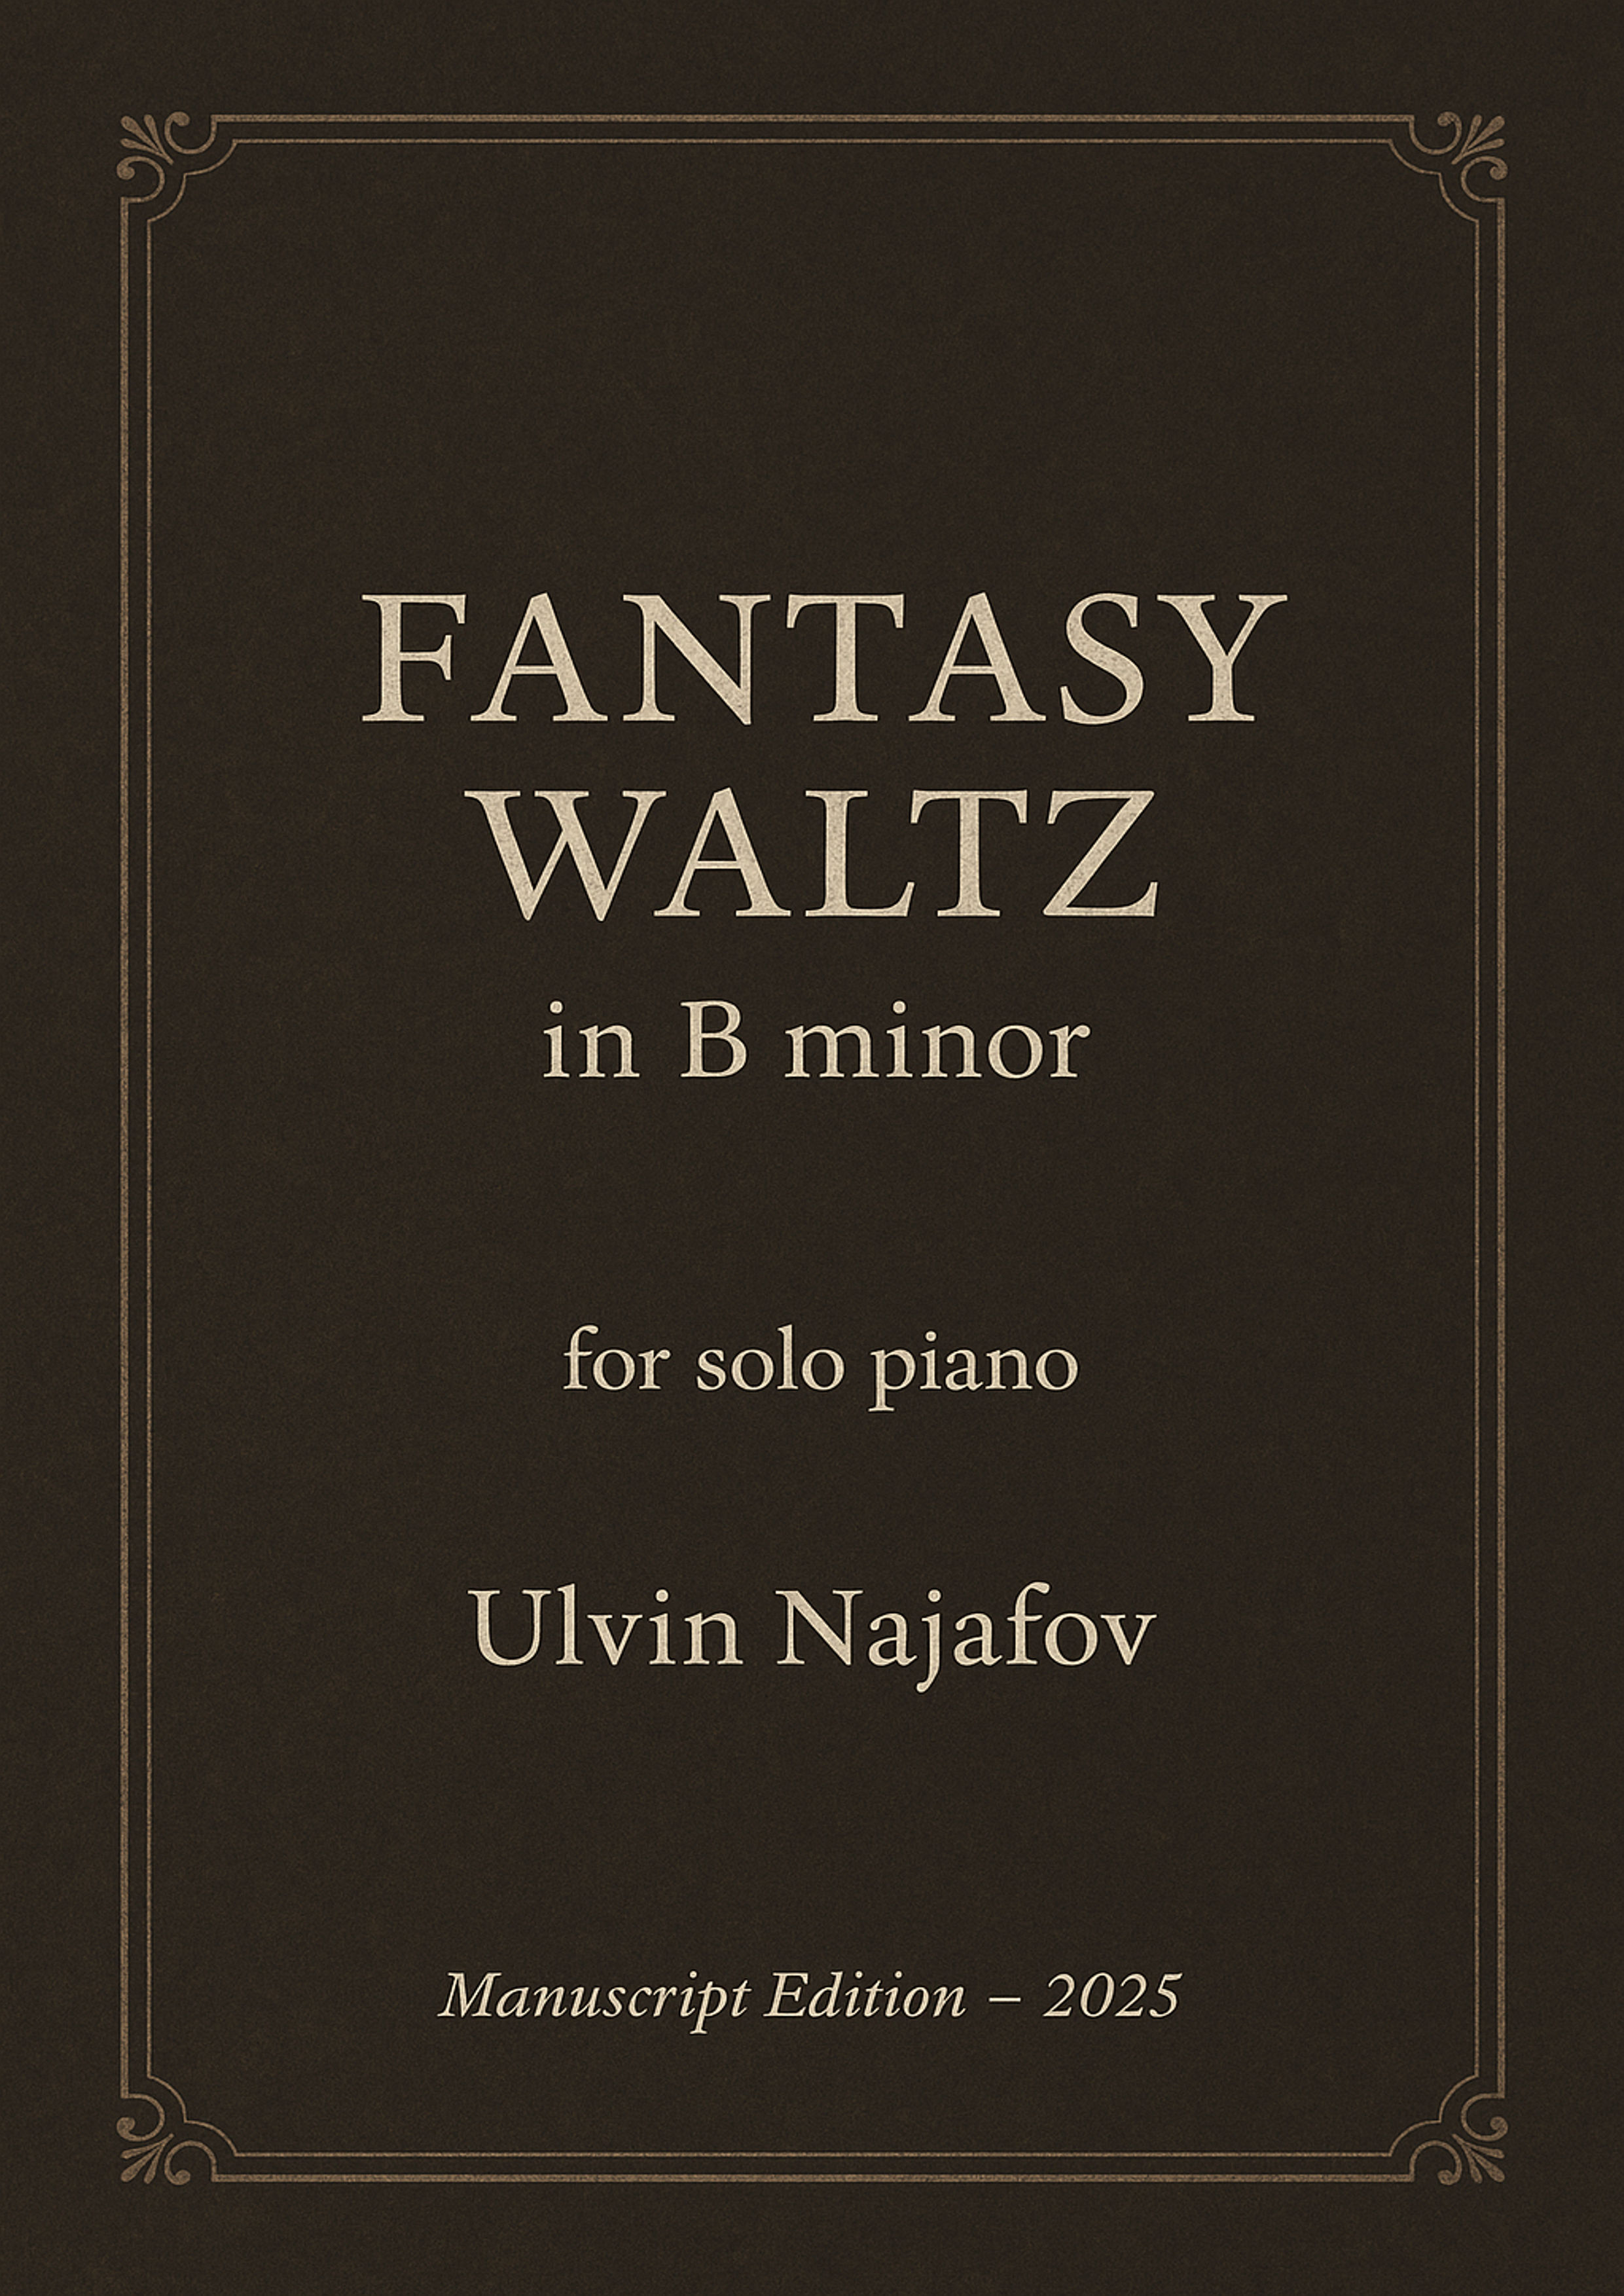 FANTASY
WALTZ
in B minor
for solo piano
Ulvin Najafov
Manuscript Edition – 2025